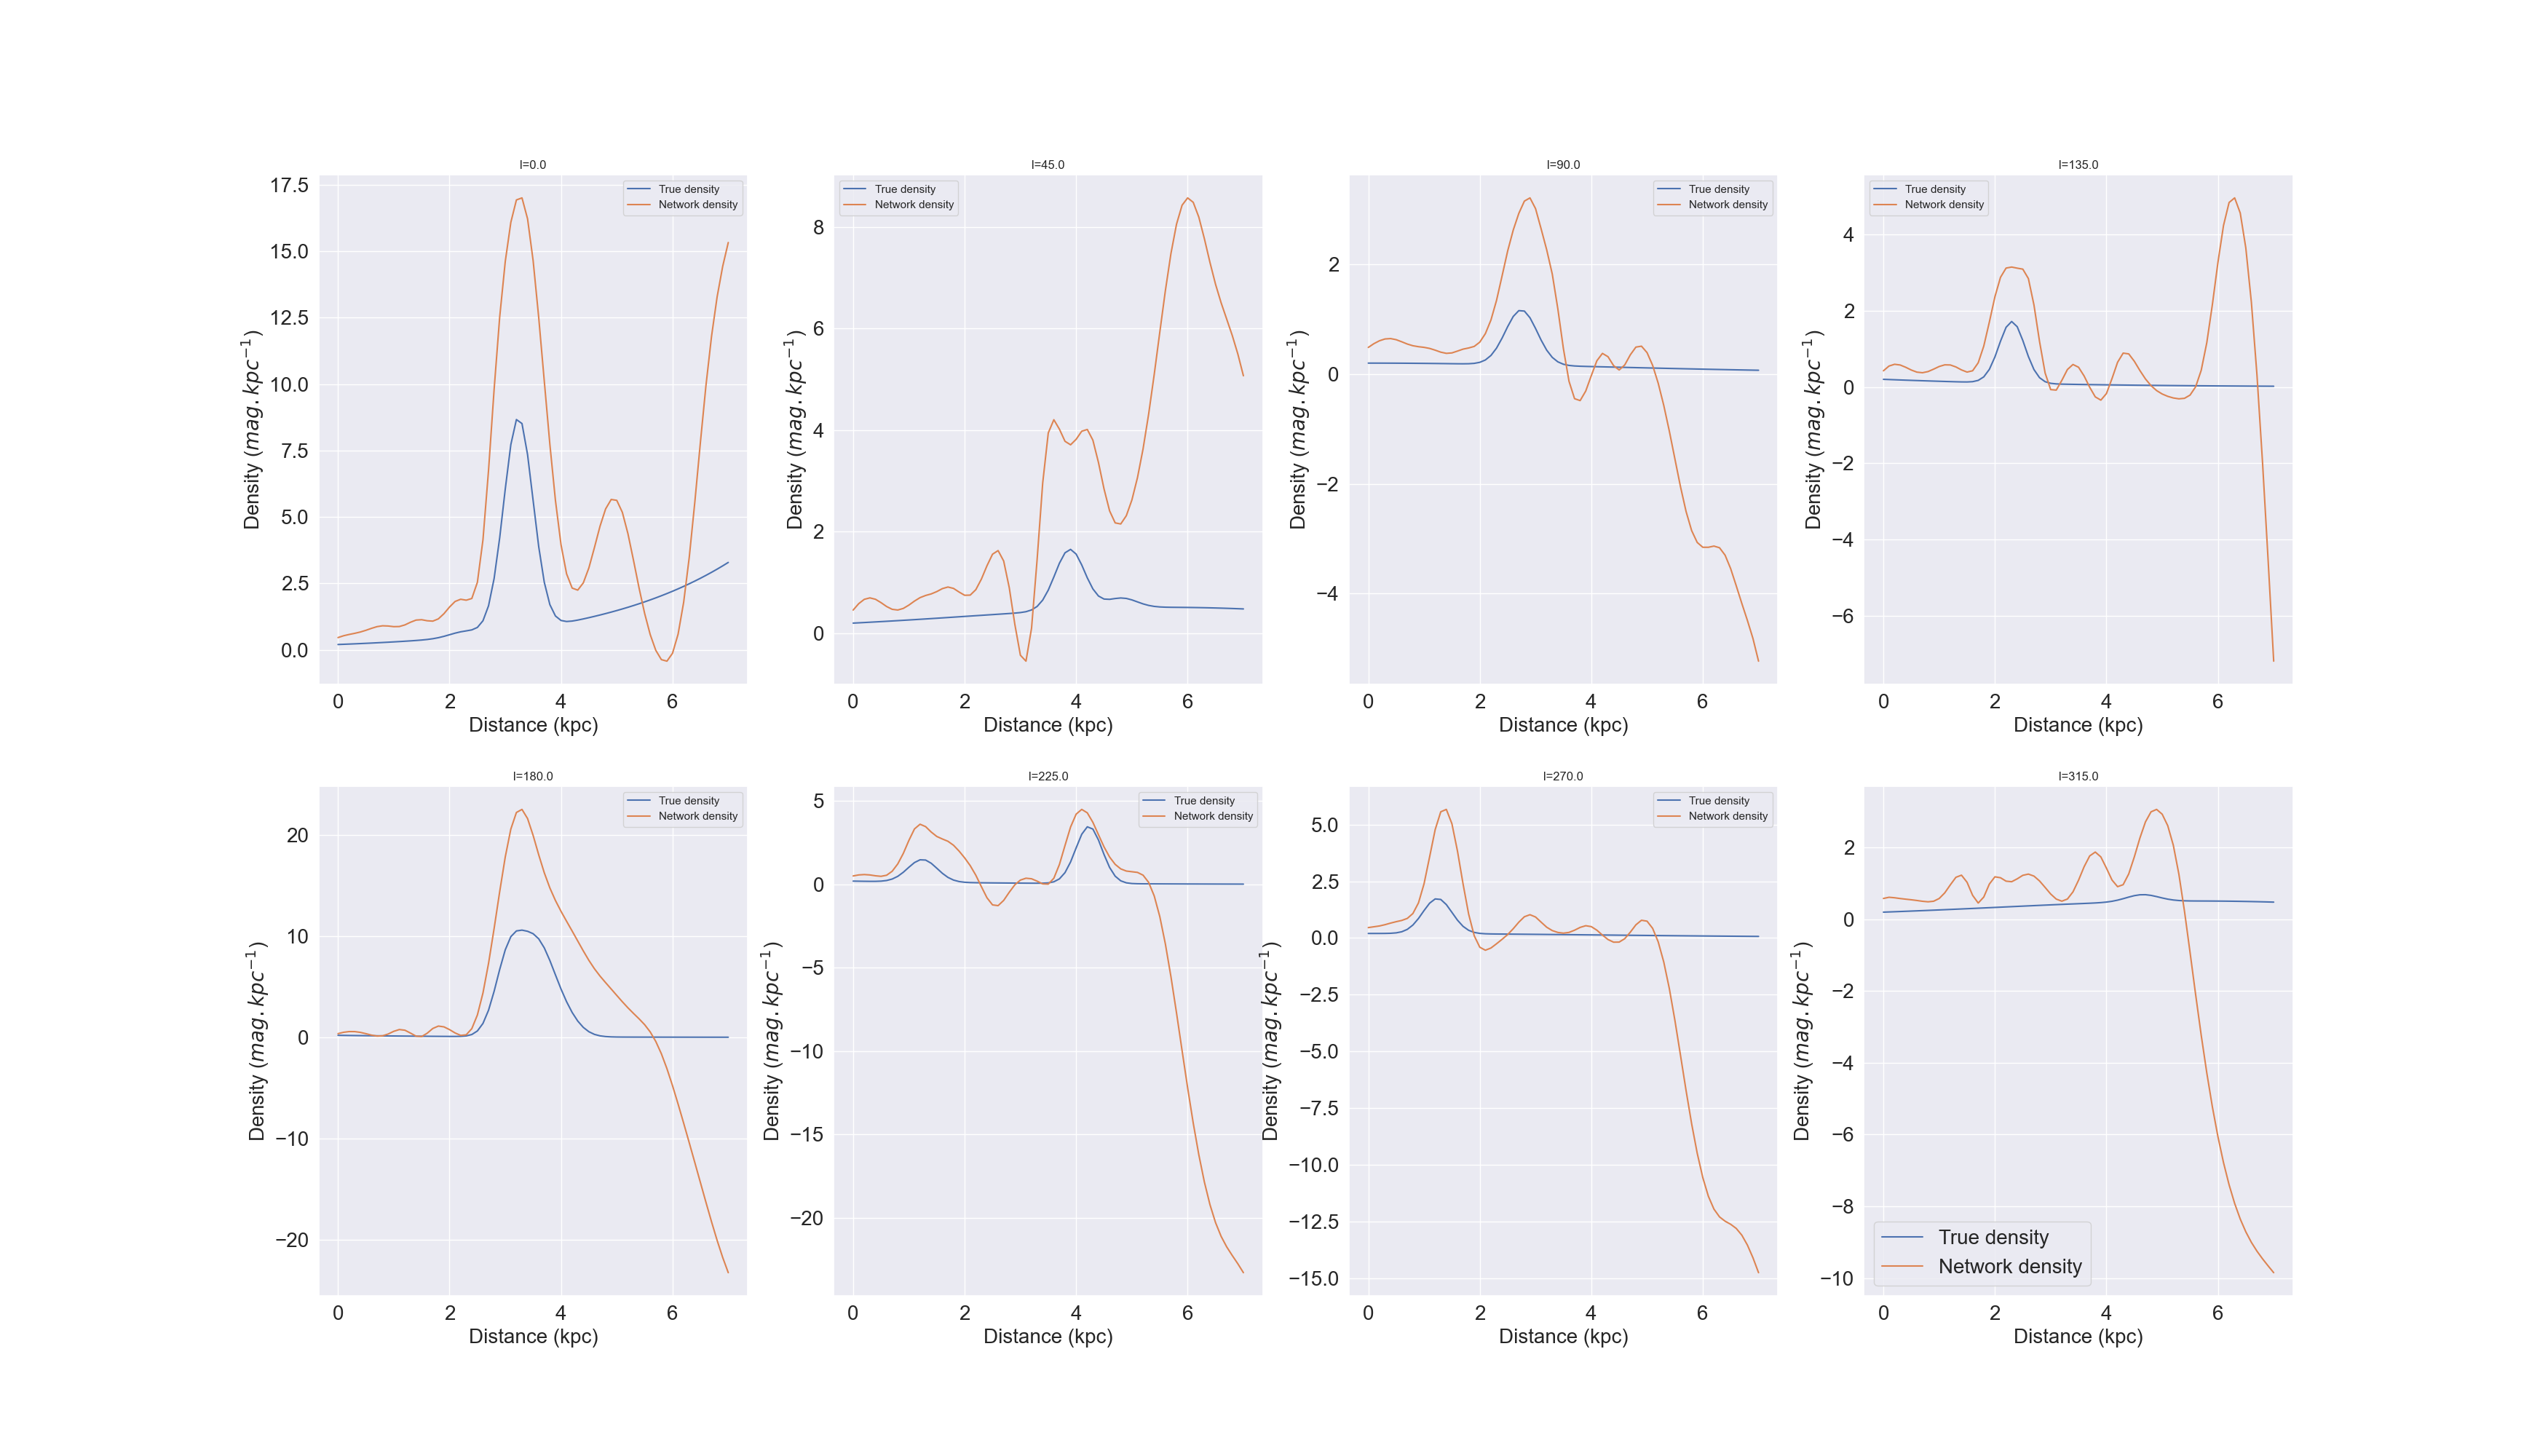 l=0.0
17.5
15.0
12.5
10.0
7.5
5.0
2.5
0.0
Density (mag.kpc⁻¹)
0 2 4 6
Distance (kpc)
True density
Network density
l=45.0
8
6
4
2
0
Density (mag.kpc⁻¹)
0 2 4 6
Distance (kpc)
True density
Network density
l=90.0
2
0
−2
−4
Density (mag.kpc⁻¹)
0 2 4 6
Distance (kpc)
True density
Network density
l=135.0
4
2
0
−2
−4
−6
Density (mag.kpc⁻¹)
0 2 4 6
Distance (kpc)
True density
Network density
l=180.0
20
10
0
−10
−20
Density (mag.kpc⁻¹)
0 2 4 6
Distance (kpc)
True density
Network density
l=225.0
5
0
−5
−10
−15
−20
Density (mag.kpc⁻¹)
0 2 4 6
Distance (kpc)
True density
Network density
l=270.0
5.0
2.5
0.0
−2.5
−5.0
−7.5
−10.0
−12.5
−15.0
Density (mag.kpc⁻¹)
0 2 4 6
Distance (kpc)
True density
Network density
l=315.0
2
0
−2
−4
−6
−8
−10
Density (mag.kpc⁻¹)
0 2 4 6
Distance (kpc)
True density
Network density